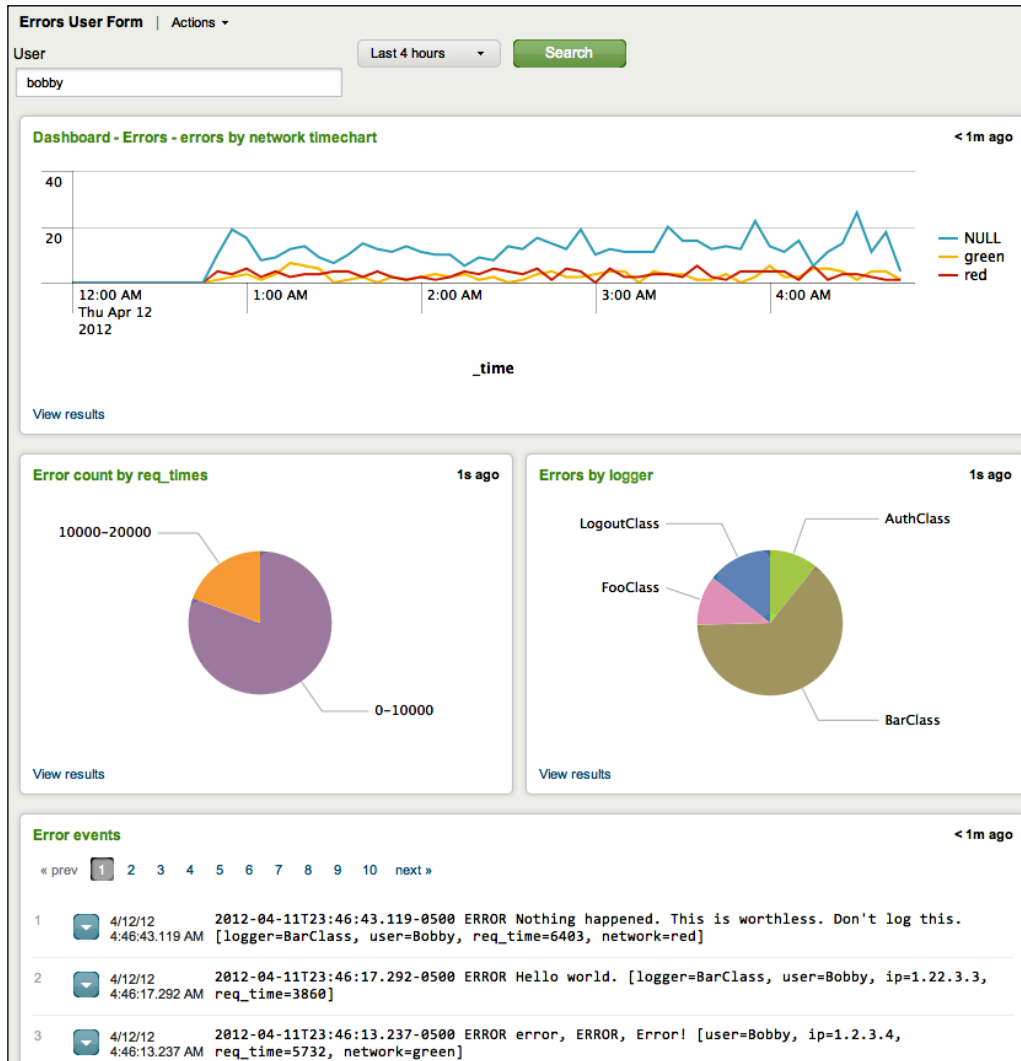 Errors User Form | Actions
User
Last 4 hours
Search
bobby
Dashboard - Errors - errors by network timechart
< 1m ago
40
20
NULL
green
red
12:00 AM 1:00 AM 2:00 AM 3:00 AM 4:00 AM
Thu Apr 12
2012
_time
View results
Error count by req_times
1s ago
10000-20000
0-10000
View results
Errors by logger
1s ago
LogoutClass
AuthClass
FooClass
BarClass
View results
Error events
< 1m ago
« prev 1 2 3 4 5 6 7 8 9 10 next »
1 4/12/12 2012-04-11T23:46:43.119-0500 ERROR Nothing happened. This is worthless. Don't log this.
4:46:43.119 AM [logger=BarClass, user=Bobby, req_time=6403, network=red]
2 4/12/12 2012-04-11T23:46:17.292-0500 ERROR Hello world. [logger=BarClass, user=Bobby, ip=1.22.3.3,
4:46:17.292 AM req_time=3860]
3 4/12/12 2012-04-11T23:46:13.237-0500 ERROR error, ERROR, Error! [user=Bobby, ip=1.2.3.4,
4:46:13.237 AM req_time=5732, network=green]